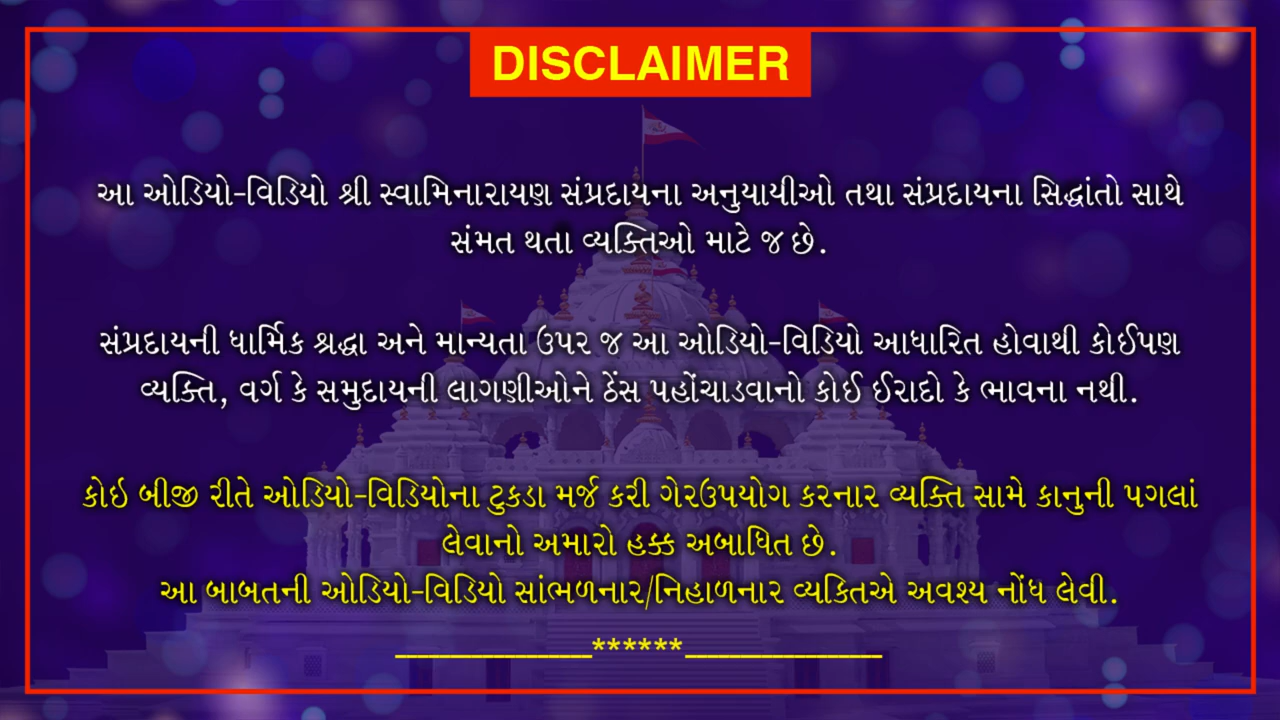 DISCLAIMER
આ ઓડિયો-વિડિયો શ્રી સ્વામિનારાયણ સંપ્રદાયના અનુયાયીઓ તથા સંપ્રદાયના સિદ્ધાંતો સાથે
સંમત થતા વ્યક્તિઓ માટે જ છે.
સંપ્રદાયની ધાર્મિક શ્રદ્ધા અને માન્યતા ઉપર જ આ ઓડિયો-વિડિયો આધારિત હોવાથી કોઈપણ
વ્યક્તિ, વર્ગ કે સમુદાયની લાગણીઓને ઠેંસ પહોંચાડવાનો કોઈ ઈરાદો કે ભાવના નથી.
કોઇ બીજી રીતે ઓડિયો-વિડિયોના ટુકડા મર્જ કરી ગેરઉપયોગ કરનાર વ્યક્તિ સામે કાનુની પગલાં
લેવાનો અમારો હક્ક અબાધિત છે.
આ બાબતની ઓડિયો-વિડિયો સાંભળનાર/નિહાળનાર વ્યકિતએ અવશ્ય નોંધ લેવી.
________________******________________